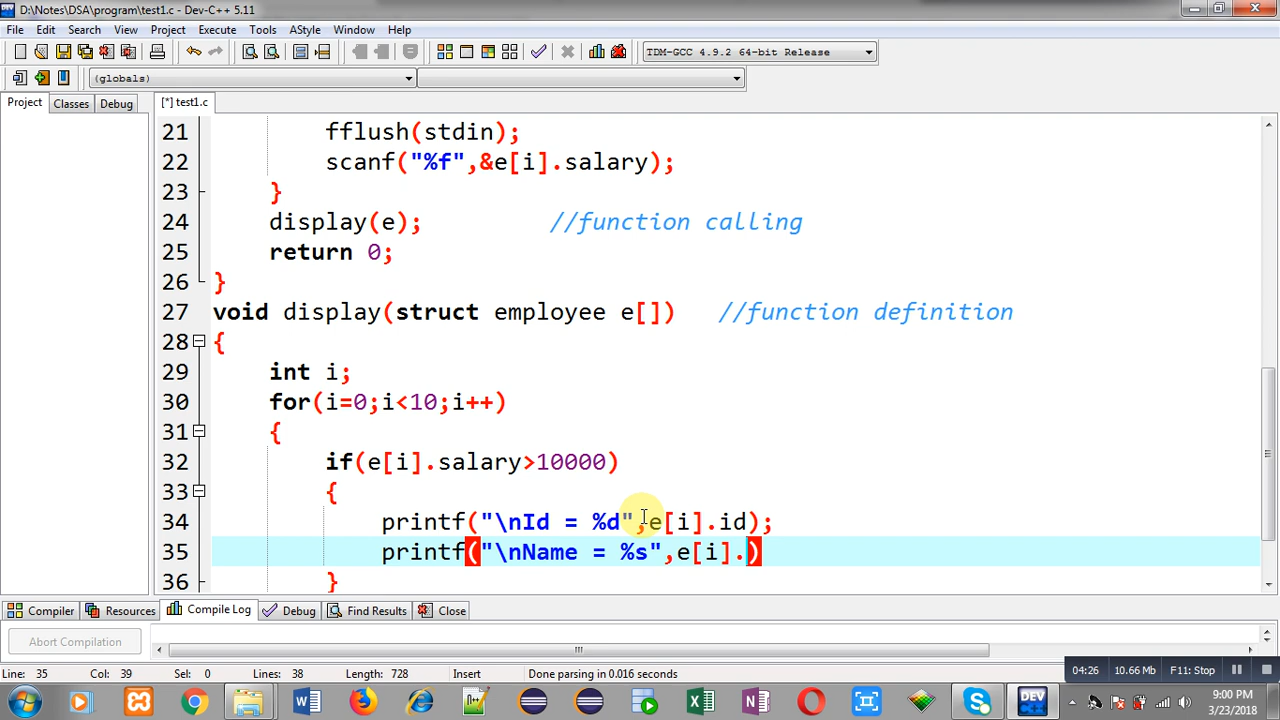 D:\Notes\DSA\program\test1.c - Dev-C++ 5.11
File Edit Search View Project Execute Tools AStyle Window Help
TDM-GCC 4.9.2 64-bit Release
(globals)
Project Classes Debug [*] test1.c
21 fflush(stdin);
22 scanf("%f",&e[i].salary);
23 }
24 display(e); //function calling
25 return 0;
26 }
27 void display(struct employee e[]) //function definition
28 {
29 int i;
30 for(i=0;i<10;i++)
31 {
32 if(e[i].salary>10000)
33 {
34 printf("\nId = %d",e[i].id);
35 printf("\nName = %s",e[i].)
36 }
Compiler Resources Compile Log Debug Find Results Close
Abort Compilation
Line: 35 Col: 39 Sel: 0 Lines: 38 Length: 728 Insert Done parsing in 0.016 seconds
04:26 10.66 MB F11: Stop
DEV
9:00 PM
3/23/2018